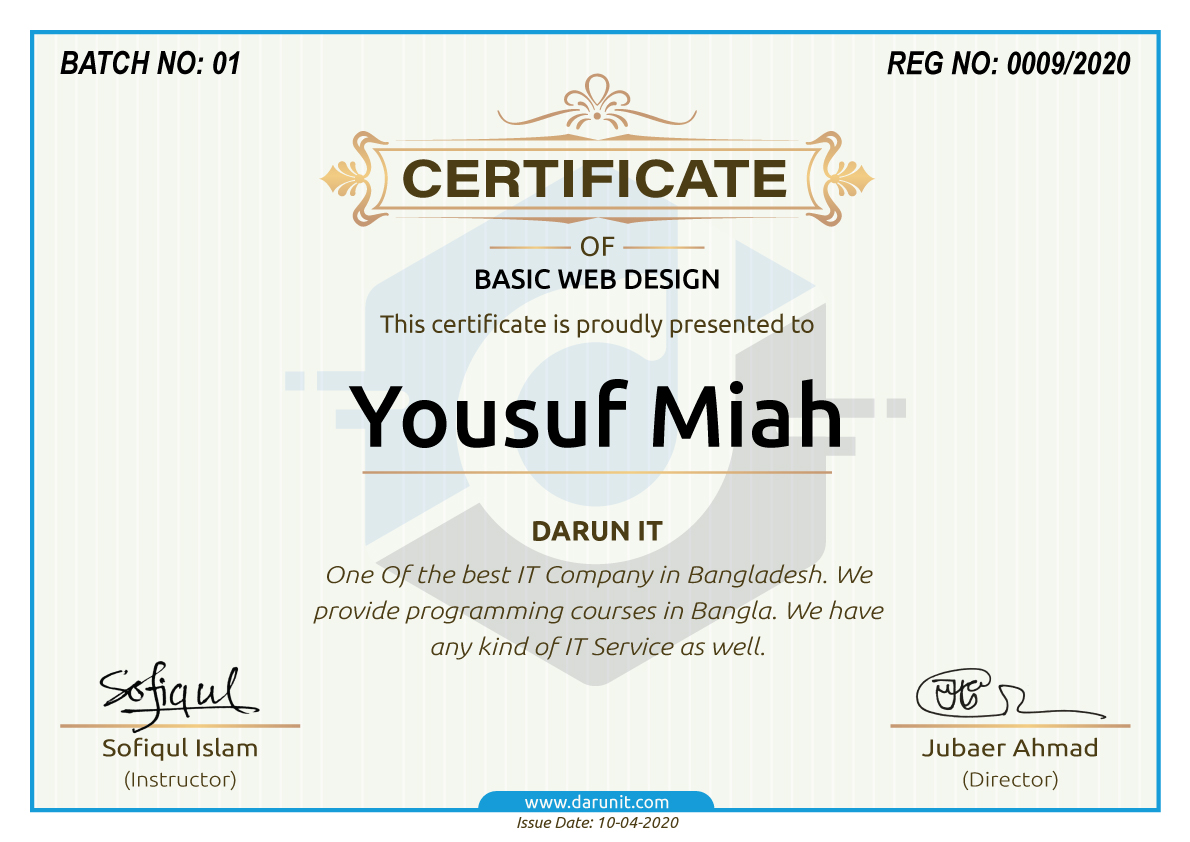 BATCH NO: 01
REG NO: 0009/2020
CERTIFICATE
OF
BASIC WEB DESIGN
This certificate is proudly presented to
Yousuf Miah
DARUN IT
One Of the best IT Company in Bangladesh. We
provide programming courses in Bangla. We have
any kind of IT Service as well.
Sofiqul
Sofiqul Islam
(Instructor)
Jubaer Ahmad
(Director)
www.darunit.com
Issue Date: 10-04-2020